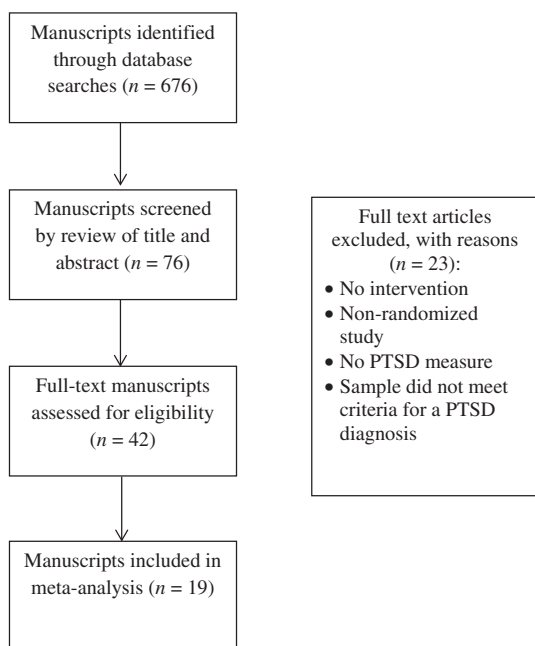 Manuscripts identified
through database
searches (n = 676)
Manuscripts screened
by review of title and
abstract (n = 76)
Full-text manuscripts
assessed for eligibility
(n = 42)
Manuscripts included in
meta-analysis (n = 19)
Full text articles
excluded, with reasons
(n = 23):
• No intervention
• Non-randomized
study
• No PTSD measure
• Sample did not meet
criteria for a PTSD
diagnosis